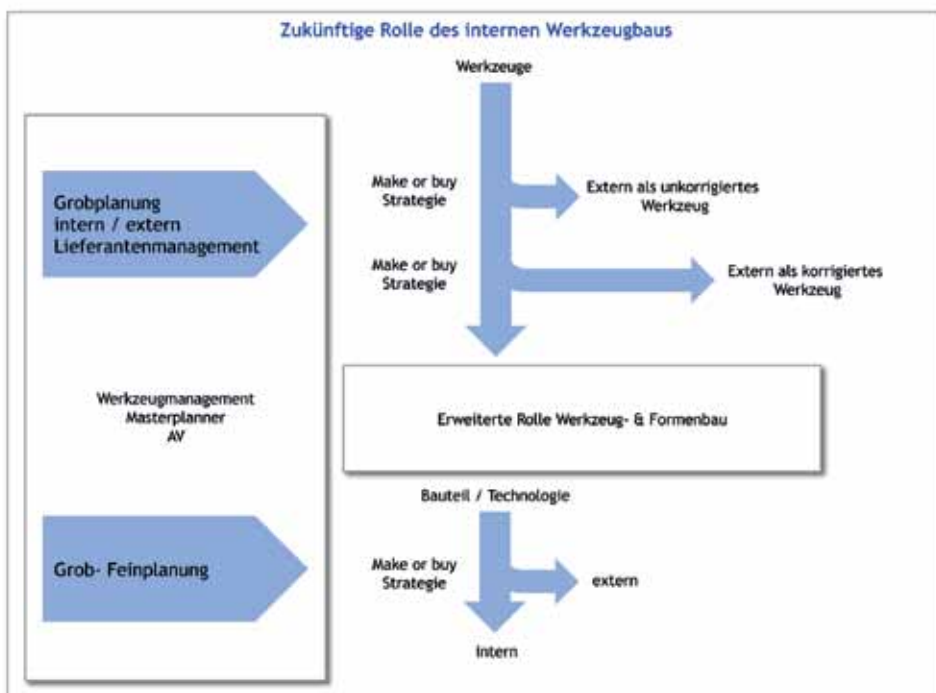 Zukünftige Rolle des internen Werkzeugbaus
Werkzeuge
Grobplanung
intern / extern
Lieferantenmanagement
Make or buy
Strategie
Extern als unkorrigiertes
Werkzeug
Make or buy
Strategie
Extern als korrigiertes
Werkzeug
Werkzeugmanagement
Masterplanner
AV
Erweiterte Rolle Werkzeug- & Formenbau
Bauteil / Technologie
Grob- Feinplanung
Make or buy
Strategie
extern
Intern